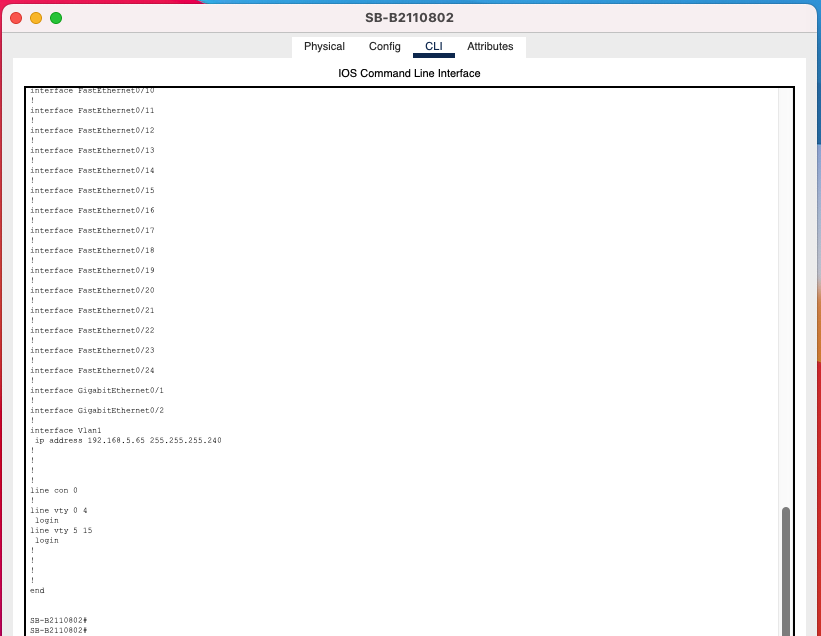 SB-B2110802
Physical Config CLI Attributes
IOS Command Line Interface
interface FastEthernet0/10
!
interface FastEthernet0/11
!
interface FastEthernet0/12
!
interface FastEthernet0/13
!
interface FastEthernet0/14
!
interface FastEthernet0/15
!
interface FastEthernet0/16
!
interface FastEthernet0/17
!
interface FastEthernet0/18
!
interface FastEthernet0/19
!
interface FastEthernet0/20
!
interface FastEthernet0/21
!
interface FastEthernet0/22
!
interface FastEthernet0/23
!
interface FastEthernet0/24
!
interface GigabitEthernet0/1
!
interface GigabitEthernet0/2
!
interface Vlan1
 ip address 192.168.5.65 255.255.255.240
!
!
!
!
line con 0
!
line vty 0 4
 login
line vty 5 15
 login
!
!
!
!
end
SB-B2110802#
SB-B2110802#